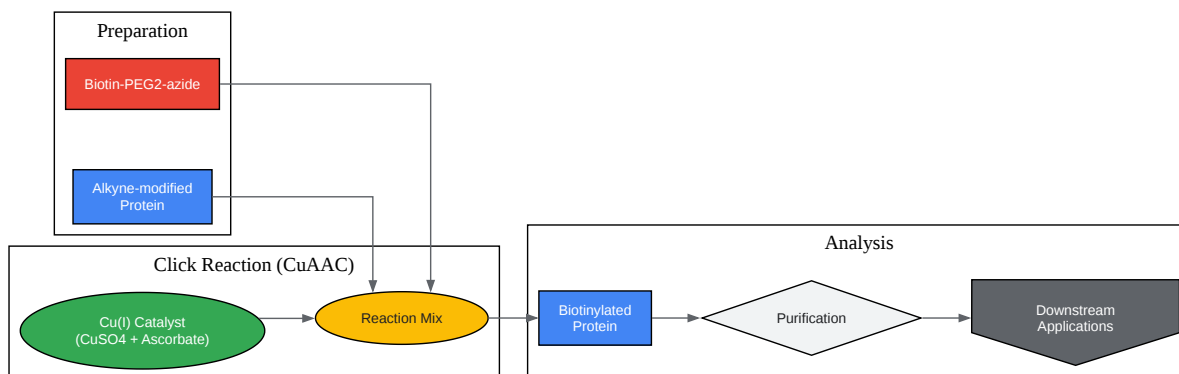 Preparation
Biotin-PEG2-azide
Alkyne-modified
Protein
Click Reaction (CuAAC)
Cu(I) Catalyst
(CuSO4 + Ascorbate)
Reaction Mix
Analysis
Biotinylated
Protein
Purification
Downstream
Applications